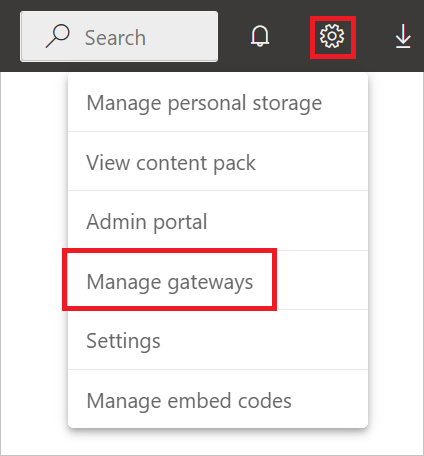 Search
Manage personal storage
View content pack
Admin portal
Manage gateways
Settings
Manage embed codes